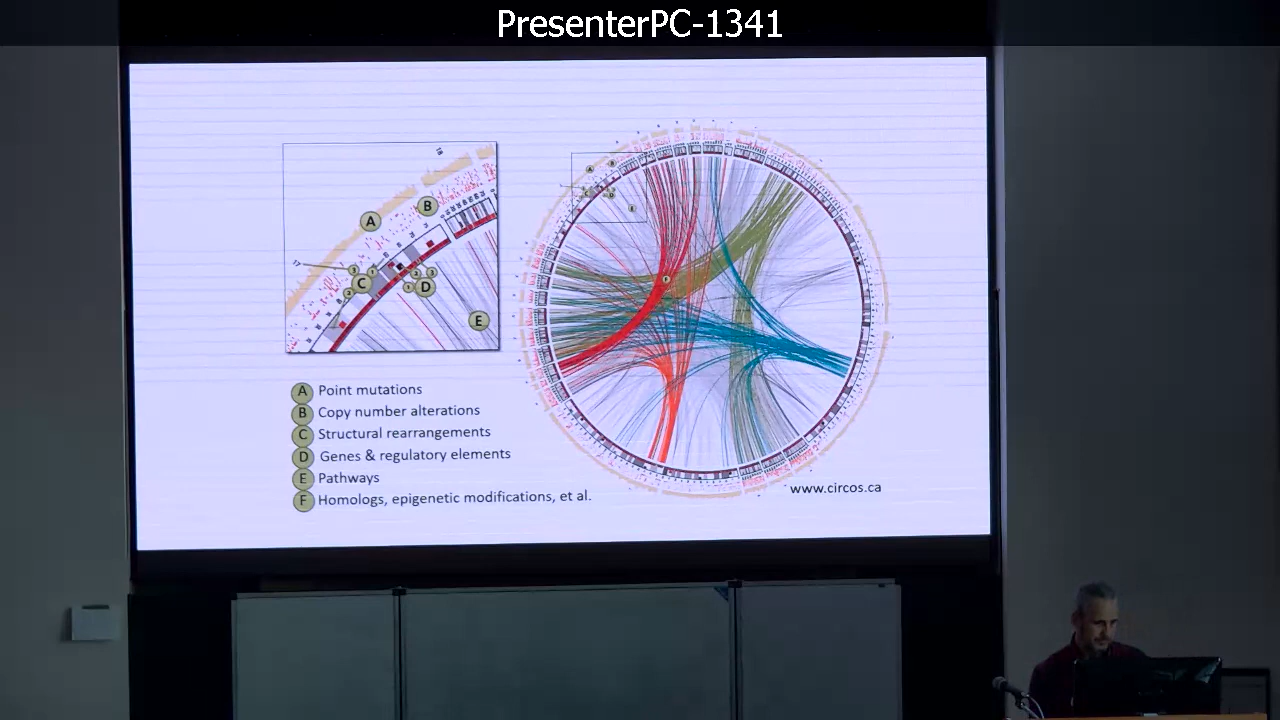 PresenterPC-1341
A
B
C
D
E
A Point mutations
B Copy number alterations
C Structural rearrangements
D Genes & regulatory elements
E Pathways
F Homologs, epigenetic modifications, et al.
www.circos.ca